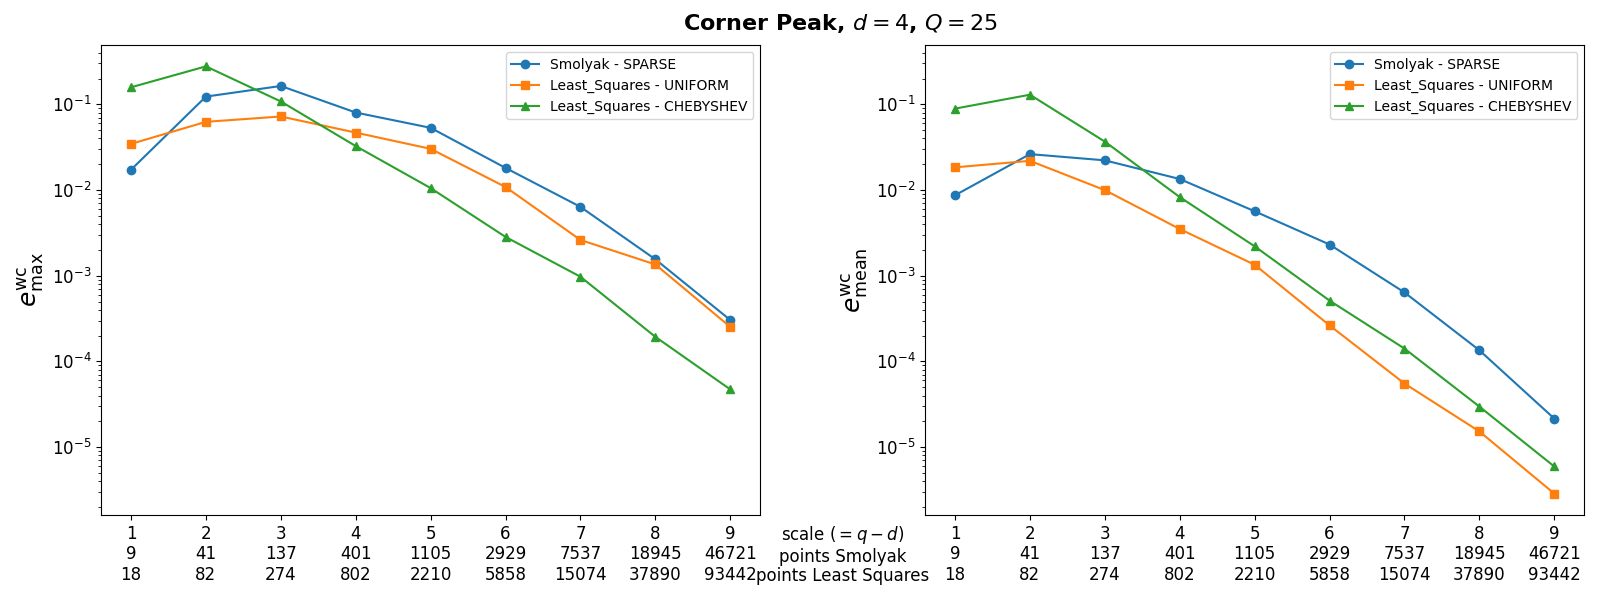 Corner Peak, $d = 4$, $Q = 25$
Smolyak - SPARSE
Least_Squares - UNIFORM
Least_Squares - CHEBYSHEV
10⁻¹
10⁻²
10⁻³
10⁻⁴
10⁻⁵
e^wc_max
1 2 3 4 5 6 7 8 9
9 41 137 401 1105 2929 7537 18945 46721
18 82 274 802 2210 5858 15074 37890 93442
scale (= q − d)
points Smolyak
points Least Squares
Smolyak - SPARSE
Least_Squares - UNIFORM
Least_Squares - CHEBYSHEV
10⁻¹
10⁻²
10⁻³
10⁻⁴
10⁻⁵
e^wc_mean
1 2 3 4 5 6 7 8 9
9 41 137 401 1105 2929 7537 18945 46721
18 82 274 802 2210 5858 15074 37890 93442